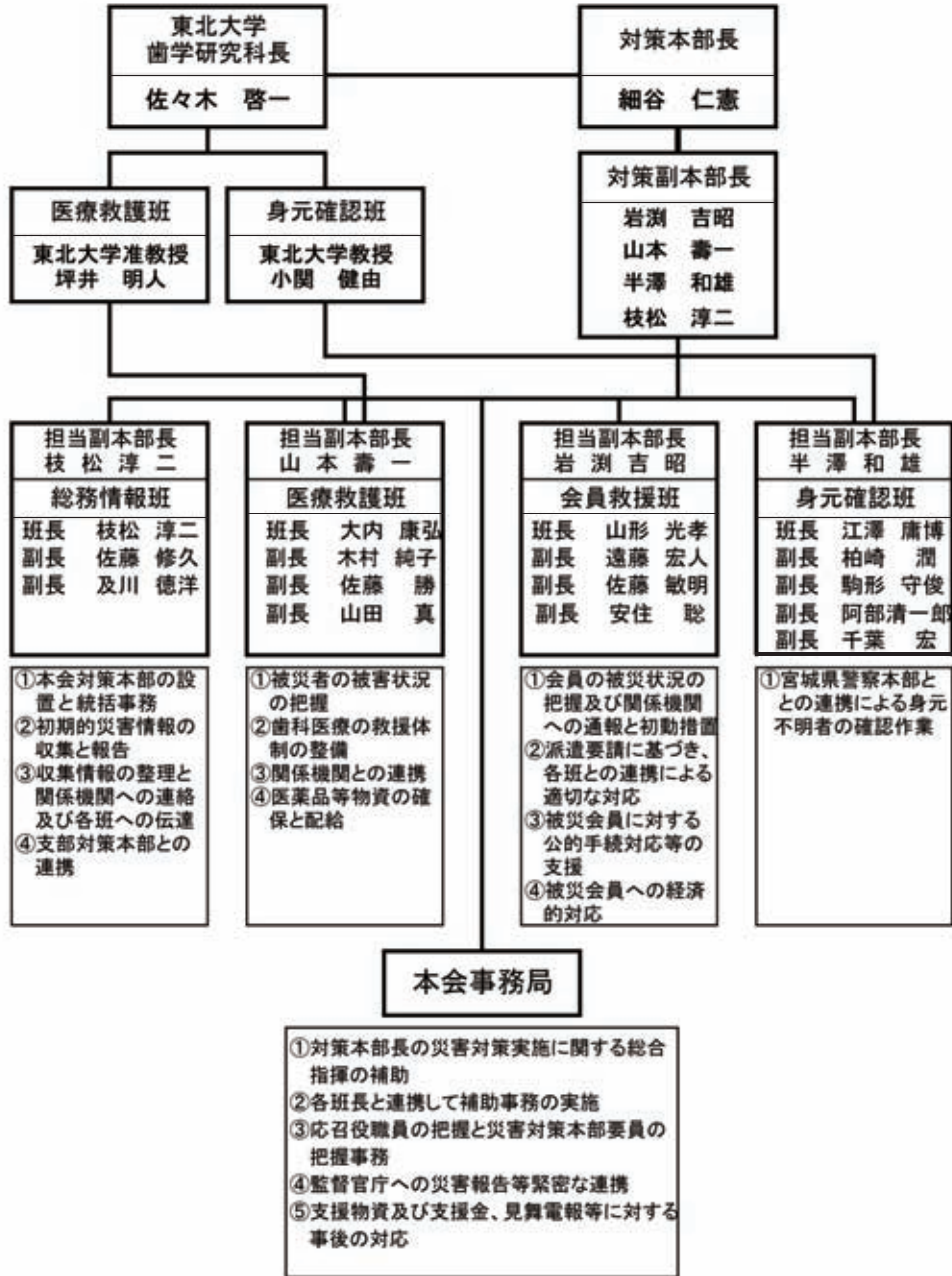 東北大学
歯学研究科長
佐々木 啓一
対策本部長
細谷 仁憲
医療救護班
東北大学准教授
坪井 明人
身元確認班
東北大学教授
小関 健由
対策副本部長
岩渕 吉昭
山本 壽一
半澤 和雄
枝松 淳二
担当副本部長
枝松淳二
総務情報班
班長 枝松 淳二
副長 佐藤 修久
副長 及川 徳洋
①本会対策本部の設
置と統括事務
②初期的災害情報の
収集と報告
③収集情報の整理と
関係機関への連絡
及び各班への伝達
④支部対策本部との
連携
担当副本部長
山本壽一
医療救護班
班長 大内 康弘
副長 木村 純子
副長 佐藤 勝
副長 山田 真
①被災者の被害状況
の把握
②歯科医療の救援体
制の整備
③関係機関との連携
④医薬品等物資の確
保と配給
担当副本部長
岩渕吉昭
会員救援班
班長 山形 光孝
副長 遠藤 宏人
副長 佐藤 敏明
副長 安住 聡
①会員の被災状況の
把握及び関係機関
への通報と初動措置
②派遣要請に基づき、
各班との連携による
適切な対応
③被災会員に対する
公的手続対応等の
支援
④被災会員への経済
的対応
担当副本部長
半澤和雄
身元確認班
班長 江澤 庸博
副長 柏崎 潤
副長 駒形 守俊
副長 阿部清一郎
副長 千葉 宏
①宮城県警察本部と
との連携による身元
不明者の確認作業
本会事務局
①対策本部長の災害対策実施に関する総合
指揮の補助
②各班長と連携して補助事務の実施
③応召役職員の把握と災害対策本部要員の
把握事務
④監督官庁への災害報告等緊密な連携
⑤支援物資及び支援金、見舞電報等に対する
事後の対応